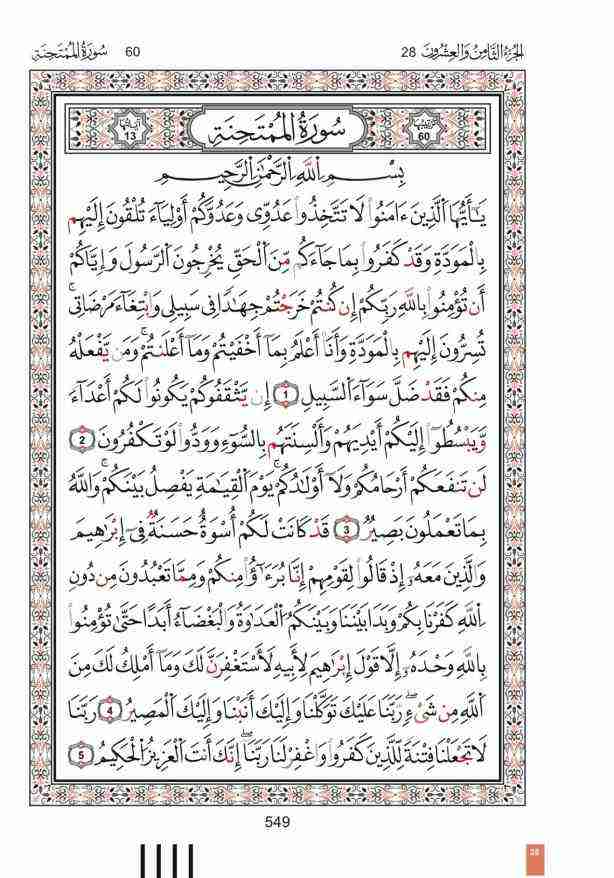 الجزء الثامن والعشرون 28
60 سورة الممتحنة
ترتيبها 60
سُورَةُ الْمُمْتَحِنَةِ
آياتها 13
بِسْمِ اللَّهِ الرَّحْمَٰنِ الرَّحِيمِ
يَـٰٓأَيُّهَا ٱلَّذِينَ ءَامَنُوا۟ لَا تَتَّخِذُوا۟ عَدُوِّى وَعَدُوَّكُمْ أَوْلِيَآءَ تُلْقُونَ إِلَيْهِم
بِٱلْمَوَدَّةِ وَقَدْ كَفَرُوا۟ بِمَا جَآءَكُم مِّنَ ٱلْحَقِّ يُخْرِجُونَ ٱلرَّسُولَ وَإِيَّاكُمْ
أَن تُؤْمِنُوا۟ بِٱللَّهِ رَبِّكُمْ إِن كُنتُمْ خَرَجْتُمْ جِهَـٰدًا فِى سَبِيلِى وَٱبْتِغَآءَ مَرْضَاتِى ۚ
تُسِرُّونَ إِلَيْهِم بِٱلْمَوَدَّةِ وَأَنَا۠ أَعْلَمُ بِمَآ أَخْفَيْتُمْ وَمَآ أَعْلَنتُمْ ۚ وَمَن يَفْعَلْهُ
مِنكُمْ فَقَدْ ضَلَّ سَوَآءَ ٱلسَّبِيلِ 1 إِن يَثْقَفُوكُمْ يَكُونُوا۟ لَكُمْ أَعْدَآءً
وَيَبْسُطُوٓا۟ إِلَيْكُمْ أَيْدِيَهُمْ وَأَلْسِنَتَهُم بِٱلسُّوٓءِ وَوَدُّوا۟ لَوْ تَكْفُرُونَ 2
لَن تَنفَعَكُمْ أَرْحَامُكُمْ وَلَآ أَوْلَـٰدُكُمْ ۚ يَوْمَ ٱلْقِيَـٰمَةِ يَفْصِلُ بَيْنَكُمْ ۚ وَٱللَّهُ
بِمَا تَعْمَلُونَ بَصِيرٌ 3 قَدْ كَانَتْ لَكُمْ أُسْوَةٌ حَسَنَةٌ فِىٓ إِبْرَٰهِيمَ
وَٱلَّذِينَ مَعَهُۥٓ إِذْ قَالُوا۟ لِقَوْمِهِمْ إِنَّا بُرَءَٰٓؤُا۟ مِنكُمْ وَمِمَّا تَعْبُدُونَ مِن دُونِ
ٱللَّهِ كَفَرْنَا بِكُمْ وَبَدَا بَيْنَنَا وَبَيْنَكُمُ ٱلْعَدَٰوَةُ وَٱلْبَغْضَآءُ أَبَدًا حَتَّىٰ تُؤْمِنُوا۟
بِٱللَّهِ وَحْدَهُۥٓ إِلَّا قَوْلَ إِبْرَٰهِيمَ لِأَبِيهِ لَأَسْتَغْفِرَنَّ لَكَ وَمَآ أَمْلِكُ لَكَ مِنَ
ٱللَّهِ مِن شَىْءٍ ۖ رَّبَّنَا عَلَيْكَ تَوَكَّلْنَا وَإِلَيْكَ أَنَبْنَا وَإِلَيْكَ ٱلْمَصِيرُ 4 رَبَّنَا
لَا تَجْعَلْنَا فِتْنَةً لِّلَّذِينَ كَفَرُوا۟ وَٱغْفِرْ لَنَا رَبَّنَآ ۖ إِنَّكَ أَنتَ ٱلْعَزِيزُ ٱلْحَكِيمُ 5
549
28